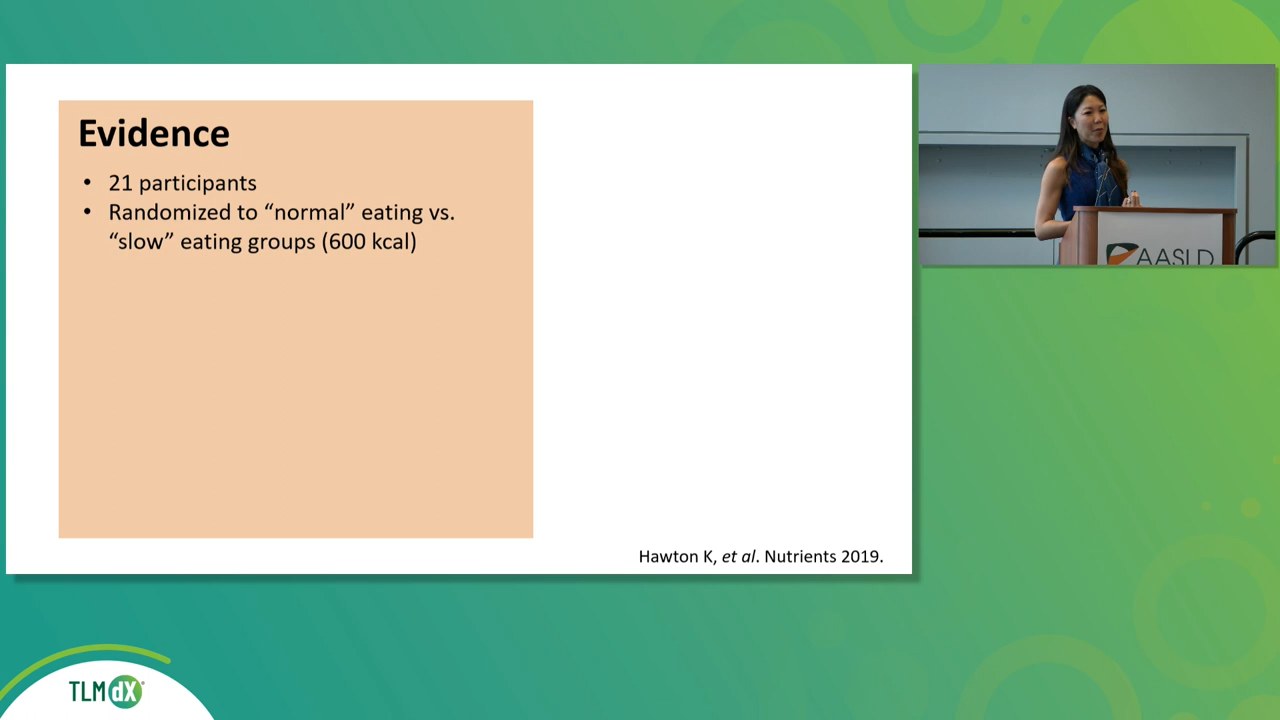 Evidence
• 21 participants
• Randomized to “normal” eating vs.
“slow” eating groups (600 kcal)
Hawton K, et al. Nutrients 2019.
AASLD
TLMdX